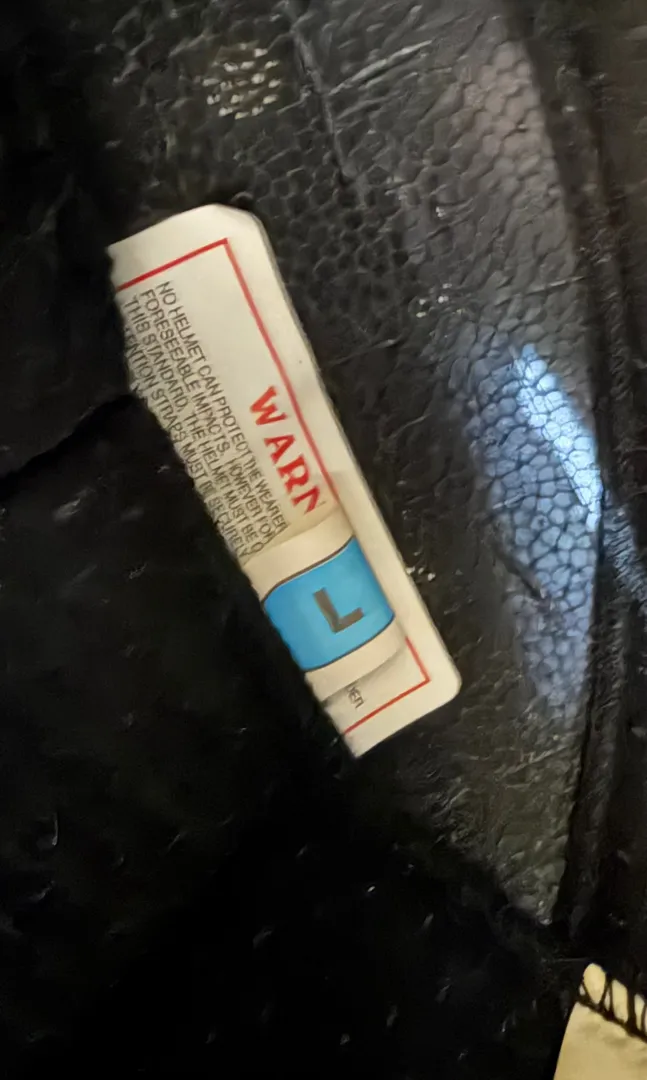 WARN
NO HELMET CAN PROTECT THE WEARER
FORESEEABLE IMPACTS. HOWEVER FOR
THIS STANDARD, THE HELMET MUST BE
STRAPS MUST BE SECURELY
L